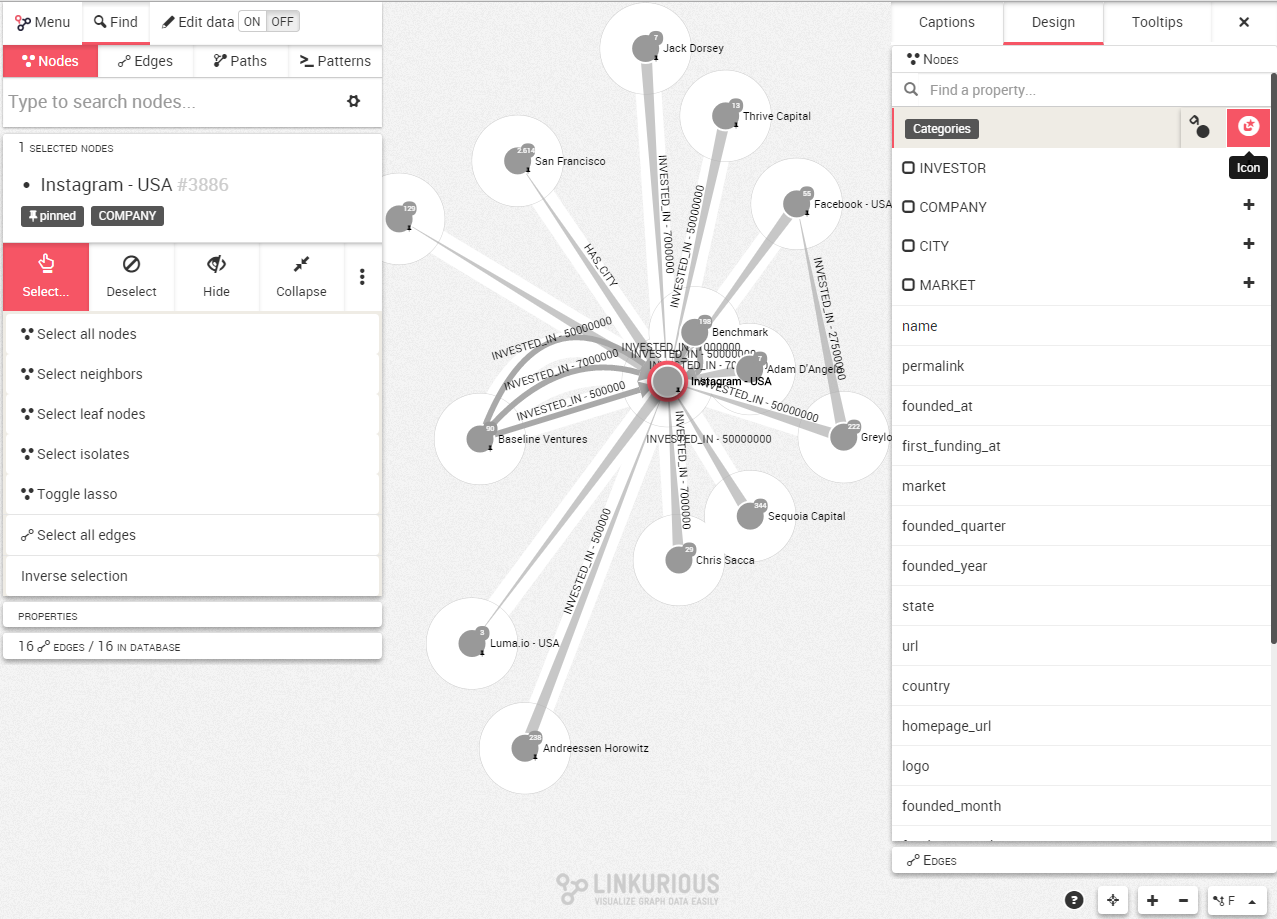 Menu
Find
Edit data ON OFF
Nodes
Edges
Paths
Patterns
Type to search nodes...
1 SELECTED NODES
Instagram - USA #3886
pinned COMPANY
Select...
Deselect
Hide
Collapse
Select all nodes
Select neighbors
Select leaf nodes
Select isolates
Toggle lasso
Select all edges
Inverse selection
PROPERTIES
16 EDGES / 16 IN DATABASE
7
Jack Dorsey
13
Thrive Capital
2.614
San Francisco
129
55
Facebook - USA
INVESTED_IN - 7000000
INVESTED_IN - 50000000
HAS_CITY
INVESTED_IN - 27500000
198
Benchmark
INVESTED_IN - 50000000
INVESTED_IN - 7000000
INVESTED_IN - 500000
INVESTED_IN - 50000000
7
Adam D'Angelo
Instagram - USA
INVESTED_IN - 50000000
90
Baseline Ventures
222
Greylo
INVESTED_IN - 50000000
INVESTED_IN - 7000000
344
Sequoia Capital
29
Chris Sacca
INVESTED_IN - 500000
3
Luma.io - USA
238
Andreessen Horowitz
LINKURIOUS
VISUALIZE GRAPH DATA EASILY
Captions
Design
Tooltips
NODES
Find a property...
Categories
Icon
INVESTOR
COMPANY
CITY
MARKET
name
permalink
founded_at
first_funding_at
market
founded_quarter
founded_year
state
url
country
homepage_url
logo
founded_month
EDGES
F